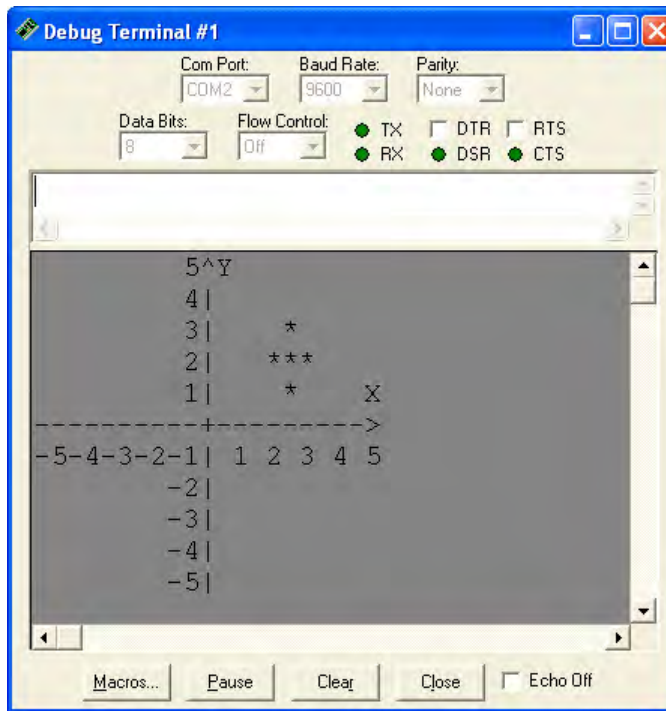 Debug Terminal #1
Com Port: Baud Rate: Parity:
COM2 9600 None
Data Bits: Flow Control: TX DTR RTS
8 Off RX DSR CTS
5^Y
4|
3| *
2| ***
1| * X
----------+--------->
-5-4-3-2-1| 1 2 3 4 5
-2|
-3|
-4|
-5|
Macros... Pause Clear Close Echo Off